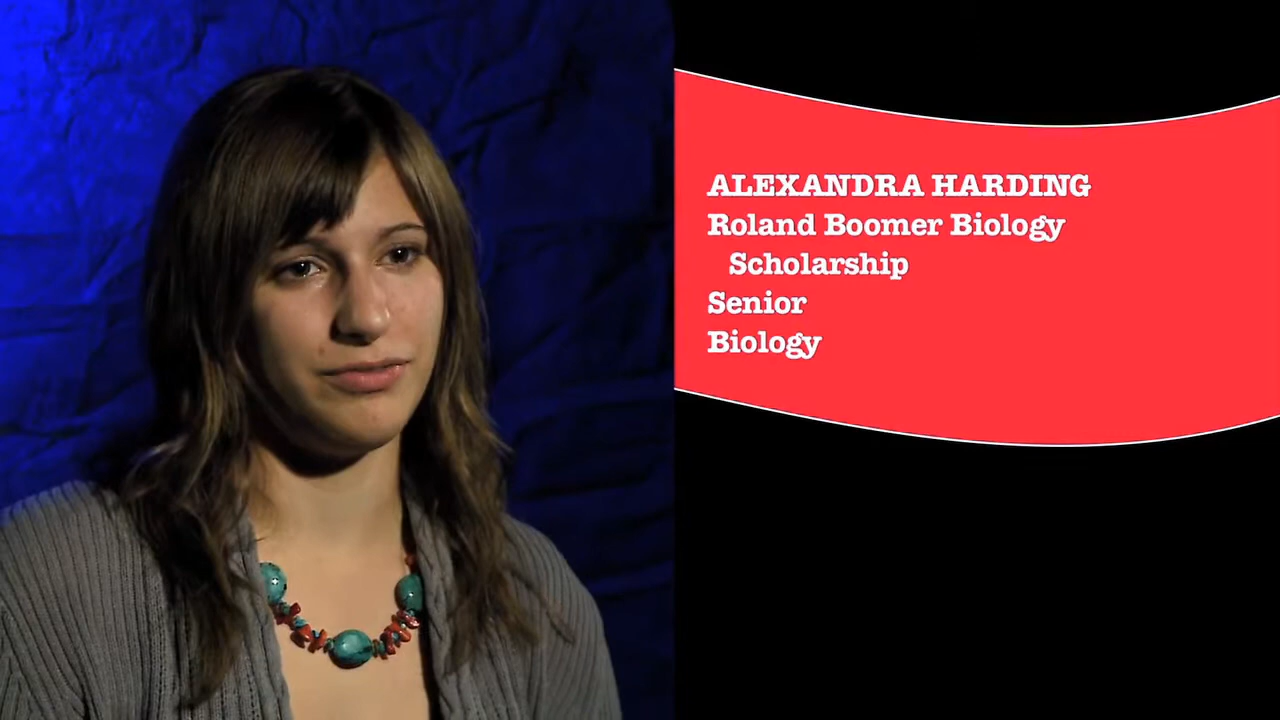 ALEXANDRA HARDING
Roland Boomer Biology
Scholarship
Senior
Biology